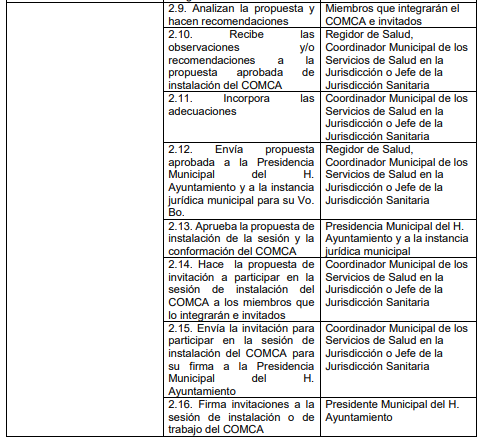 2.9. Analizan la propuesta y
hacen recomendaciones
Miembros que integrarán el
COMCA e invitados
2.10. Recibe las
observaciones y/o
recomendaciones a la
propuesta aprobada de
instalación del COMCA
Regidor de Salud,
Coordinador Municipal de los
Servicios de Salud en la
Jurisdicción o Jefe de la
Jurisdicción Sanitaria
2.11. Incorpora las
adecuaciones
Coordinador Municipal de los
Servicios de Salud en la
Jurisdicción o Jefe de la
Jurisdicción Sanitaria
2.12. Envía propuesta
aprobada a la Presidencia
Municipal del H.
Ayuntamiento y a la instancia
jurídica municipal para su Vo.
Bo.
Regidor de Salud,
Coordinador Municipal de los
Servicios de Salud en la
Jurisdicción o Jefe de la
Jurisdicción Sanitaria
2.13. Aprueba la propuesta de
instalación de la sesión y la
conformación del COMCA
Presidencia Municipal del H.
Ayuntamiento y a la instancia
jurídica municipal
2.14. Hace la propuesta de
invitación a participar en la
sesión de instalación del
COMCA a los miembros que
lo integrarán e invitados
Coordinador Municipal de los
Servicios de Salud en la
Jurisdicción o Jefe de la
Jurisdicción Sanitaria
2.15. Envía la invitación para
participar en la sesión de
instalación del COMCA para
su firma a la Presidencia
Municipal del H.
Ayuntamiento
Coordinador Municipal de los
Servicios de Salud en la
Jurisdicción o Jefe de la
Jurisdicción Sanitaria
2.16. Firma invitaciones a la
sesión de instalación o de
trabajo del COMCA
Presidente Municipal del H.
Ayuntamiento